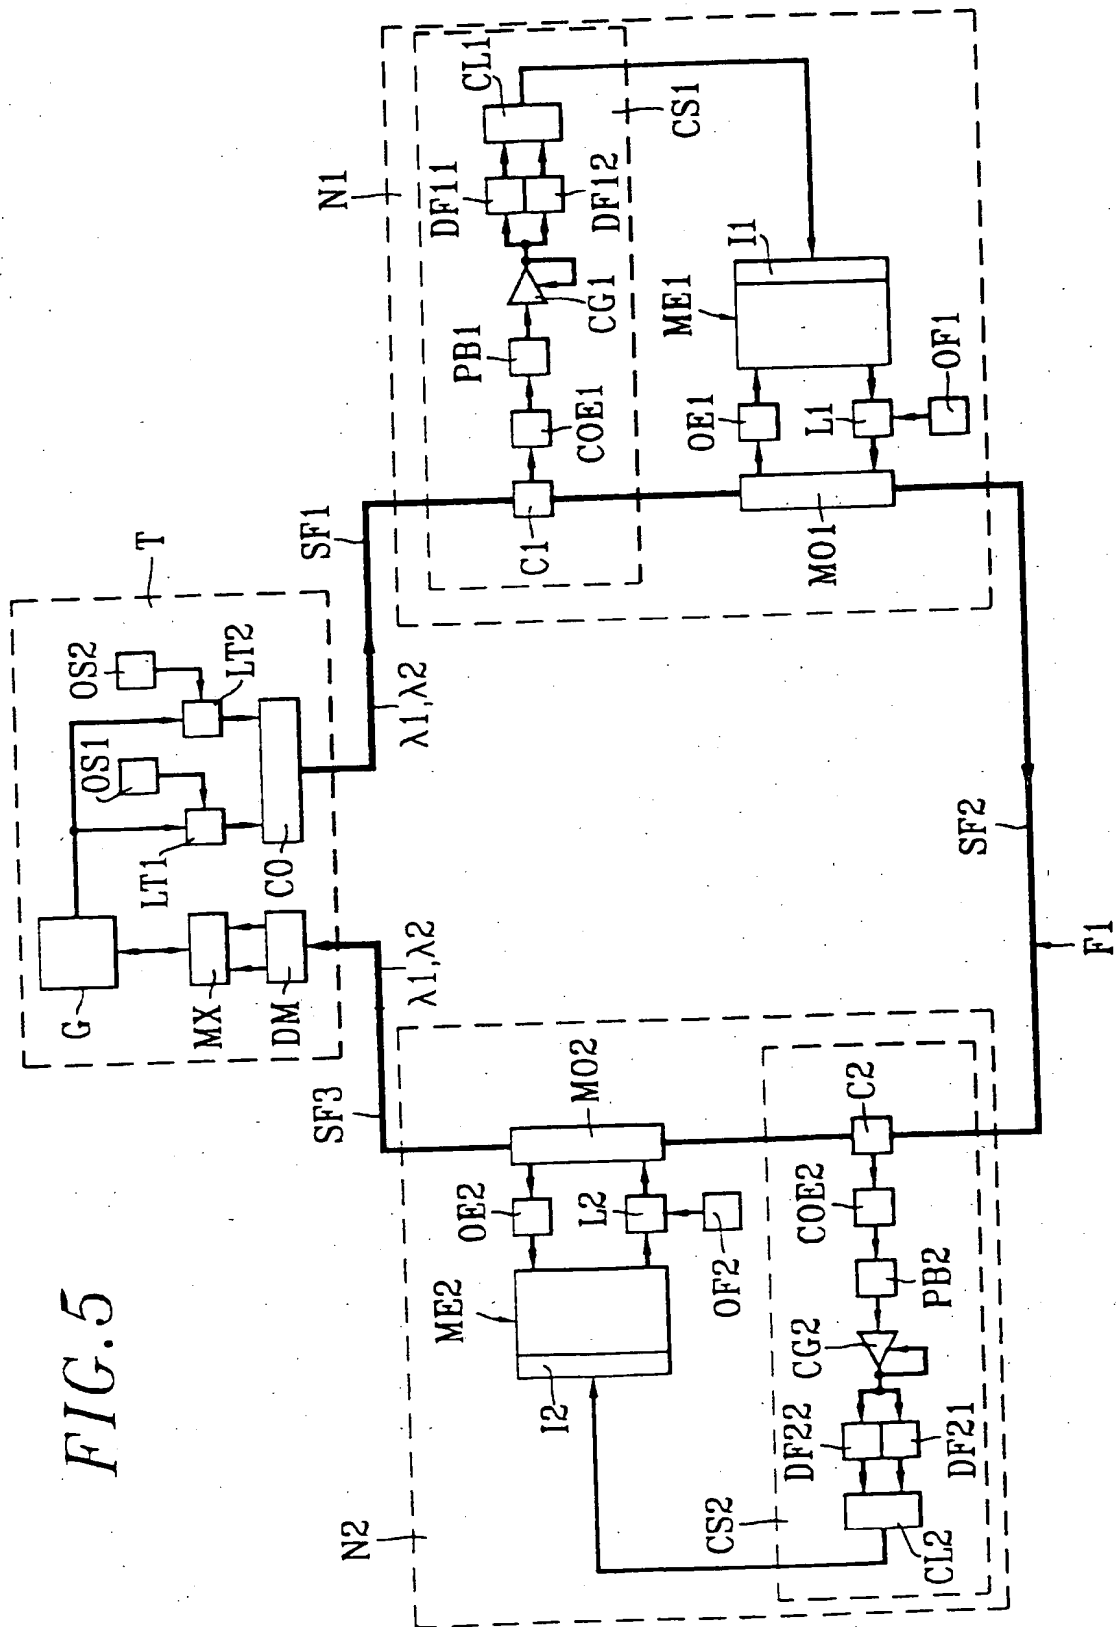 FIG.5
N2
CS2
CL2
DF22
DF21
CG2
PB2
COE2
C2
I2
ME2
OE2
L2
OF2
MO2
SF3
λ1,λ2
F1
SF2
G
MX
DM
LT1
CO
OS1
OS2
LT2
T
λ1,λ2
SF1
C1
COE1
PB1
CG1
DF11
DF12
CL1
CS1
N1
MO1
OE1
L1
OF1
ME1
I1